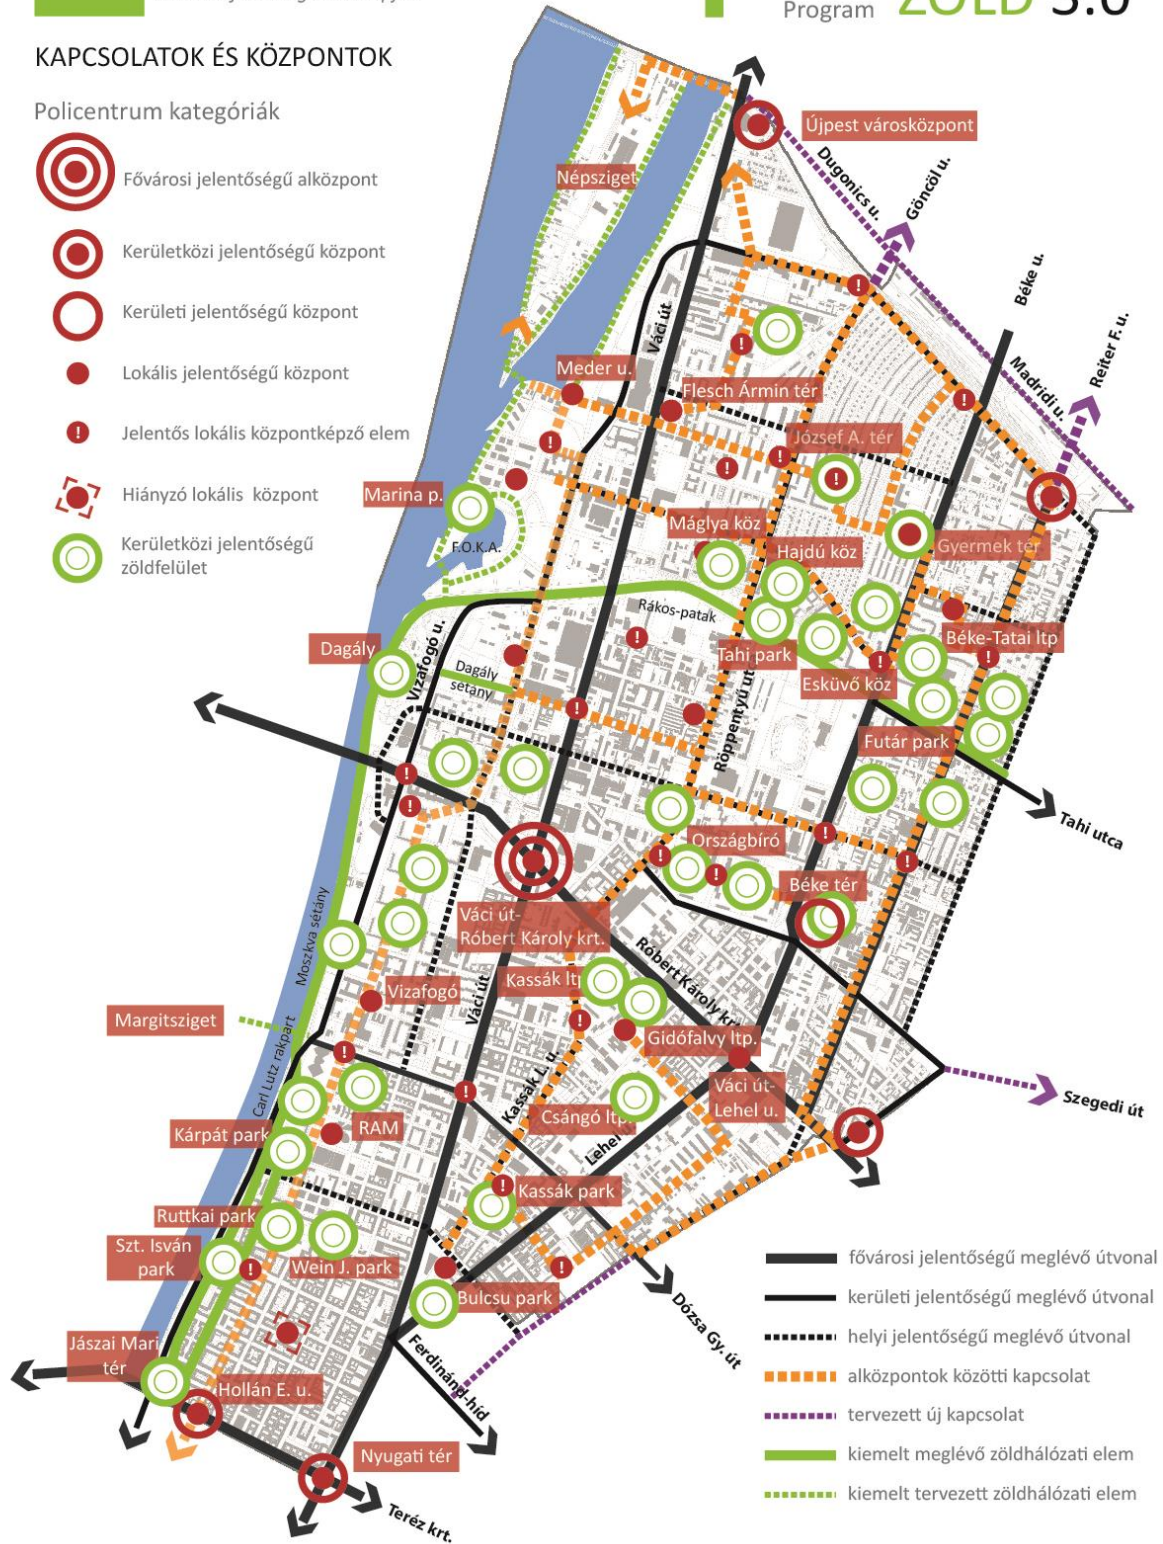 Program ZÖLD 3.0
KAPCSOLATOK ÉS KÖZPONTOK
Policentrum kategóriák
Fővárosi jelentőségű alközpont
Kerületközi jelentőségű központ
Kerületi jelentőségű központ
Lokális jelentőségű központ
Jelentős lokális központképző elem
Hiányzó lokális központ
Kerületközi jelentőségű
zöldfelület
Újpest városközpont
Népsziget
Dugonics u.
Göncöl u.
Béke u.
Reiter F. u.
Madridi u.
Váci út
Meder u.
Flesch Ármin tér
József A. tér
Marina p.
F.O.K.A.
Máglya köz
Hajdú köz
Gyermek tér
Rákos-patak
Dagály
Vizafogó u.
Dagály
sétány
Tahi park
Béke-Tatai ltp
Esküvő köz
Röppentyű utca
Futár park
Tahi utca
Országbíró
Béke tér
Váci út-
Róbert Károly krt.
Róbert Károly krt.
Moszkva sétány
Váci út
Kassák ltp
Vizafogó
Margitsziget
Carl Lutz rakpart
Gidófalvy ltp.
Váci út-
Lehel u.
Kassák L. u.
Csángó ltp.
Lehel
Szegedi út
Kárpát park
RAM
Kassák park
Ruttkai park
Szt. Isván
park
Wein J. park
Bulcsu park
Dózsa Gy. út
Jászai Mari
tér
Ferdinánd-híd
Hollán E. u.
Nyugati tér
Teréz krt.
fővárosi jelentőségű meglévő útvonal
kerületi jelentőségű meglévő útvonal
helyi jelentőségű meglévő útvonal
alközpontok közötti kapcsolat
tervezett új kapcsolat
kiemelt meglévő zöldhálózati elem
kiemelt tervezett zöldhálózati elem